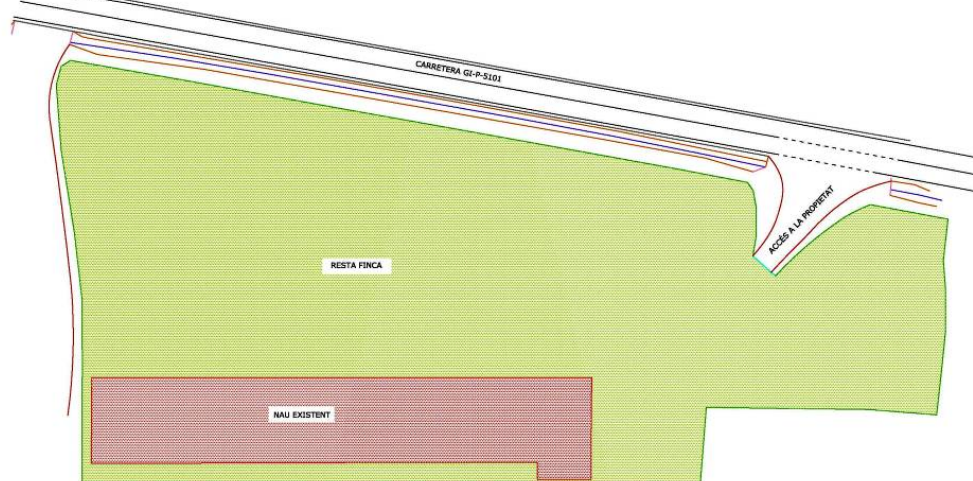 CARRETERA GI-P-5101
ACCÉS A LA PROPIETAT
RESTA FINCA
NAU EXISTENT